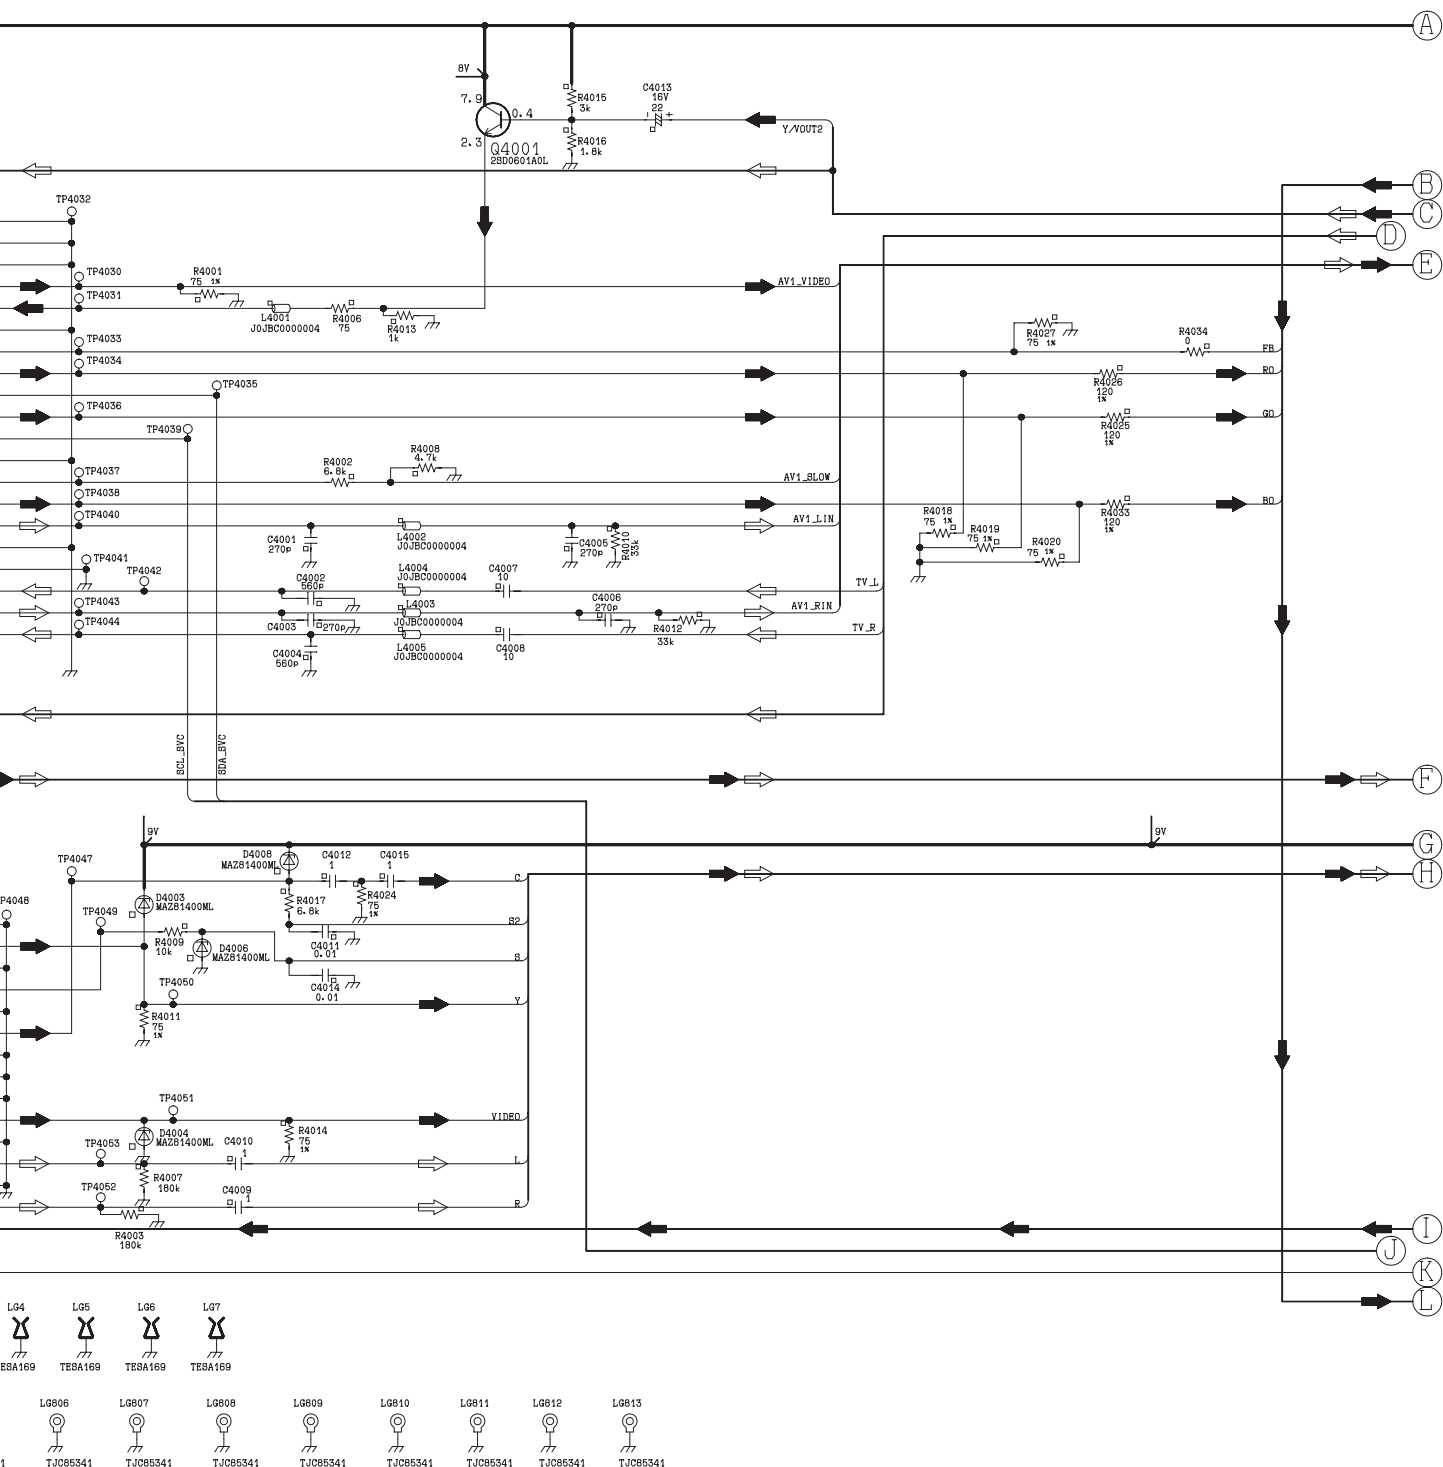 A
8V
7.9
0.4
2.3
Q4001
2SD0601A0L
R4015
3k
C4013
16V
22
- +
R4016
1.8k
Y/VOUT2
B
C
D
E
TP4032
TP4030
R4001
75 1%
AV1_VIDEO
TP4031
L4001
J0JBC0000004
R4006
75
R4013
1k
R4027
75 1%
R4034
0
TP4033
FB
TP4034
RO
R4026
120
1%
TP4035
TP4036
GO
R4025
120
1%
TP4039
R4008
4.7k
R4002
6.8k
TP4037
AV1_SLOW
TP4038
BO
R4033
120
1%
TP4040
AV1_LIN
R4018
75 1%
R4019
75 1%
R4020
75 1%
C4001
270p
L4002
J0JBC0000004
C4005
270p
R4010
33k
TP4041
TP4042
L4004
J0JBC0000004
C4007
10
C4002
560p
TV_L
TP4043
L4003
J0JBC0000004
C4006
270p
AV1_RIN
C4003
270p
R4012
33k
TP4044
TV_R
C4004
560p
L4005
J0JBC0000004
C4008
10
SCL_SVC
SDA_SVC
F
9V
9V
G
H
TP4047
D4008
MAZ81400ML
C4012
1
C4015
1
C
D4003
MAZ81400ML
R4017
6.8k
R4024
75
1%
P4048
TP4049
S2
R4009
10k
D4006
MAZ81400ML
C4011
0.01
S
TP4050
C4014
0.01
Y
R4011
75
1%
TP4051
VIDEO
D4004
MAZ81400ML
R4014
75
1%
TP4053
C4010
1
L
R4007
180k
TP4052
C4009
1
R
R4003
180k
I
J
K
L
LG4
LG5
LG6
LG7
ESA169
TESA169
TESA169
TESA169
LG806
LG807
LG808
LG809
LG810
LG811
LG812
LG813
1
TJC85341
TJC85341
TJC85341
TJC85341
TJC85341
TJC85341
TJC85341
TJC85341